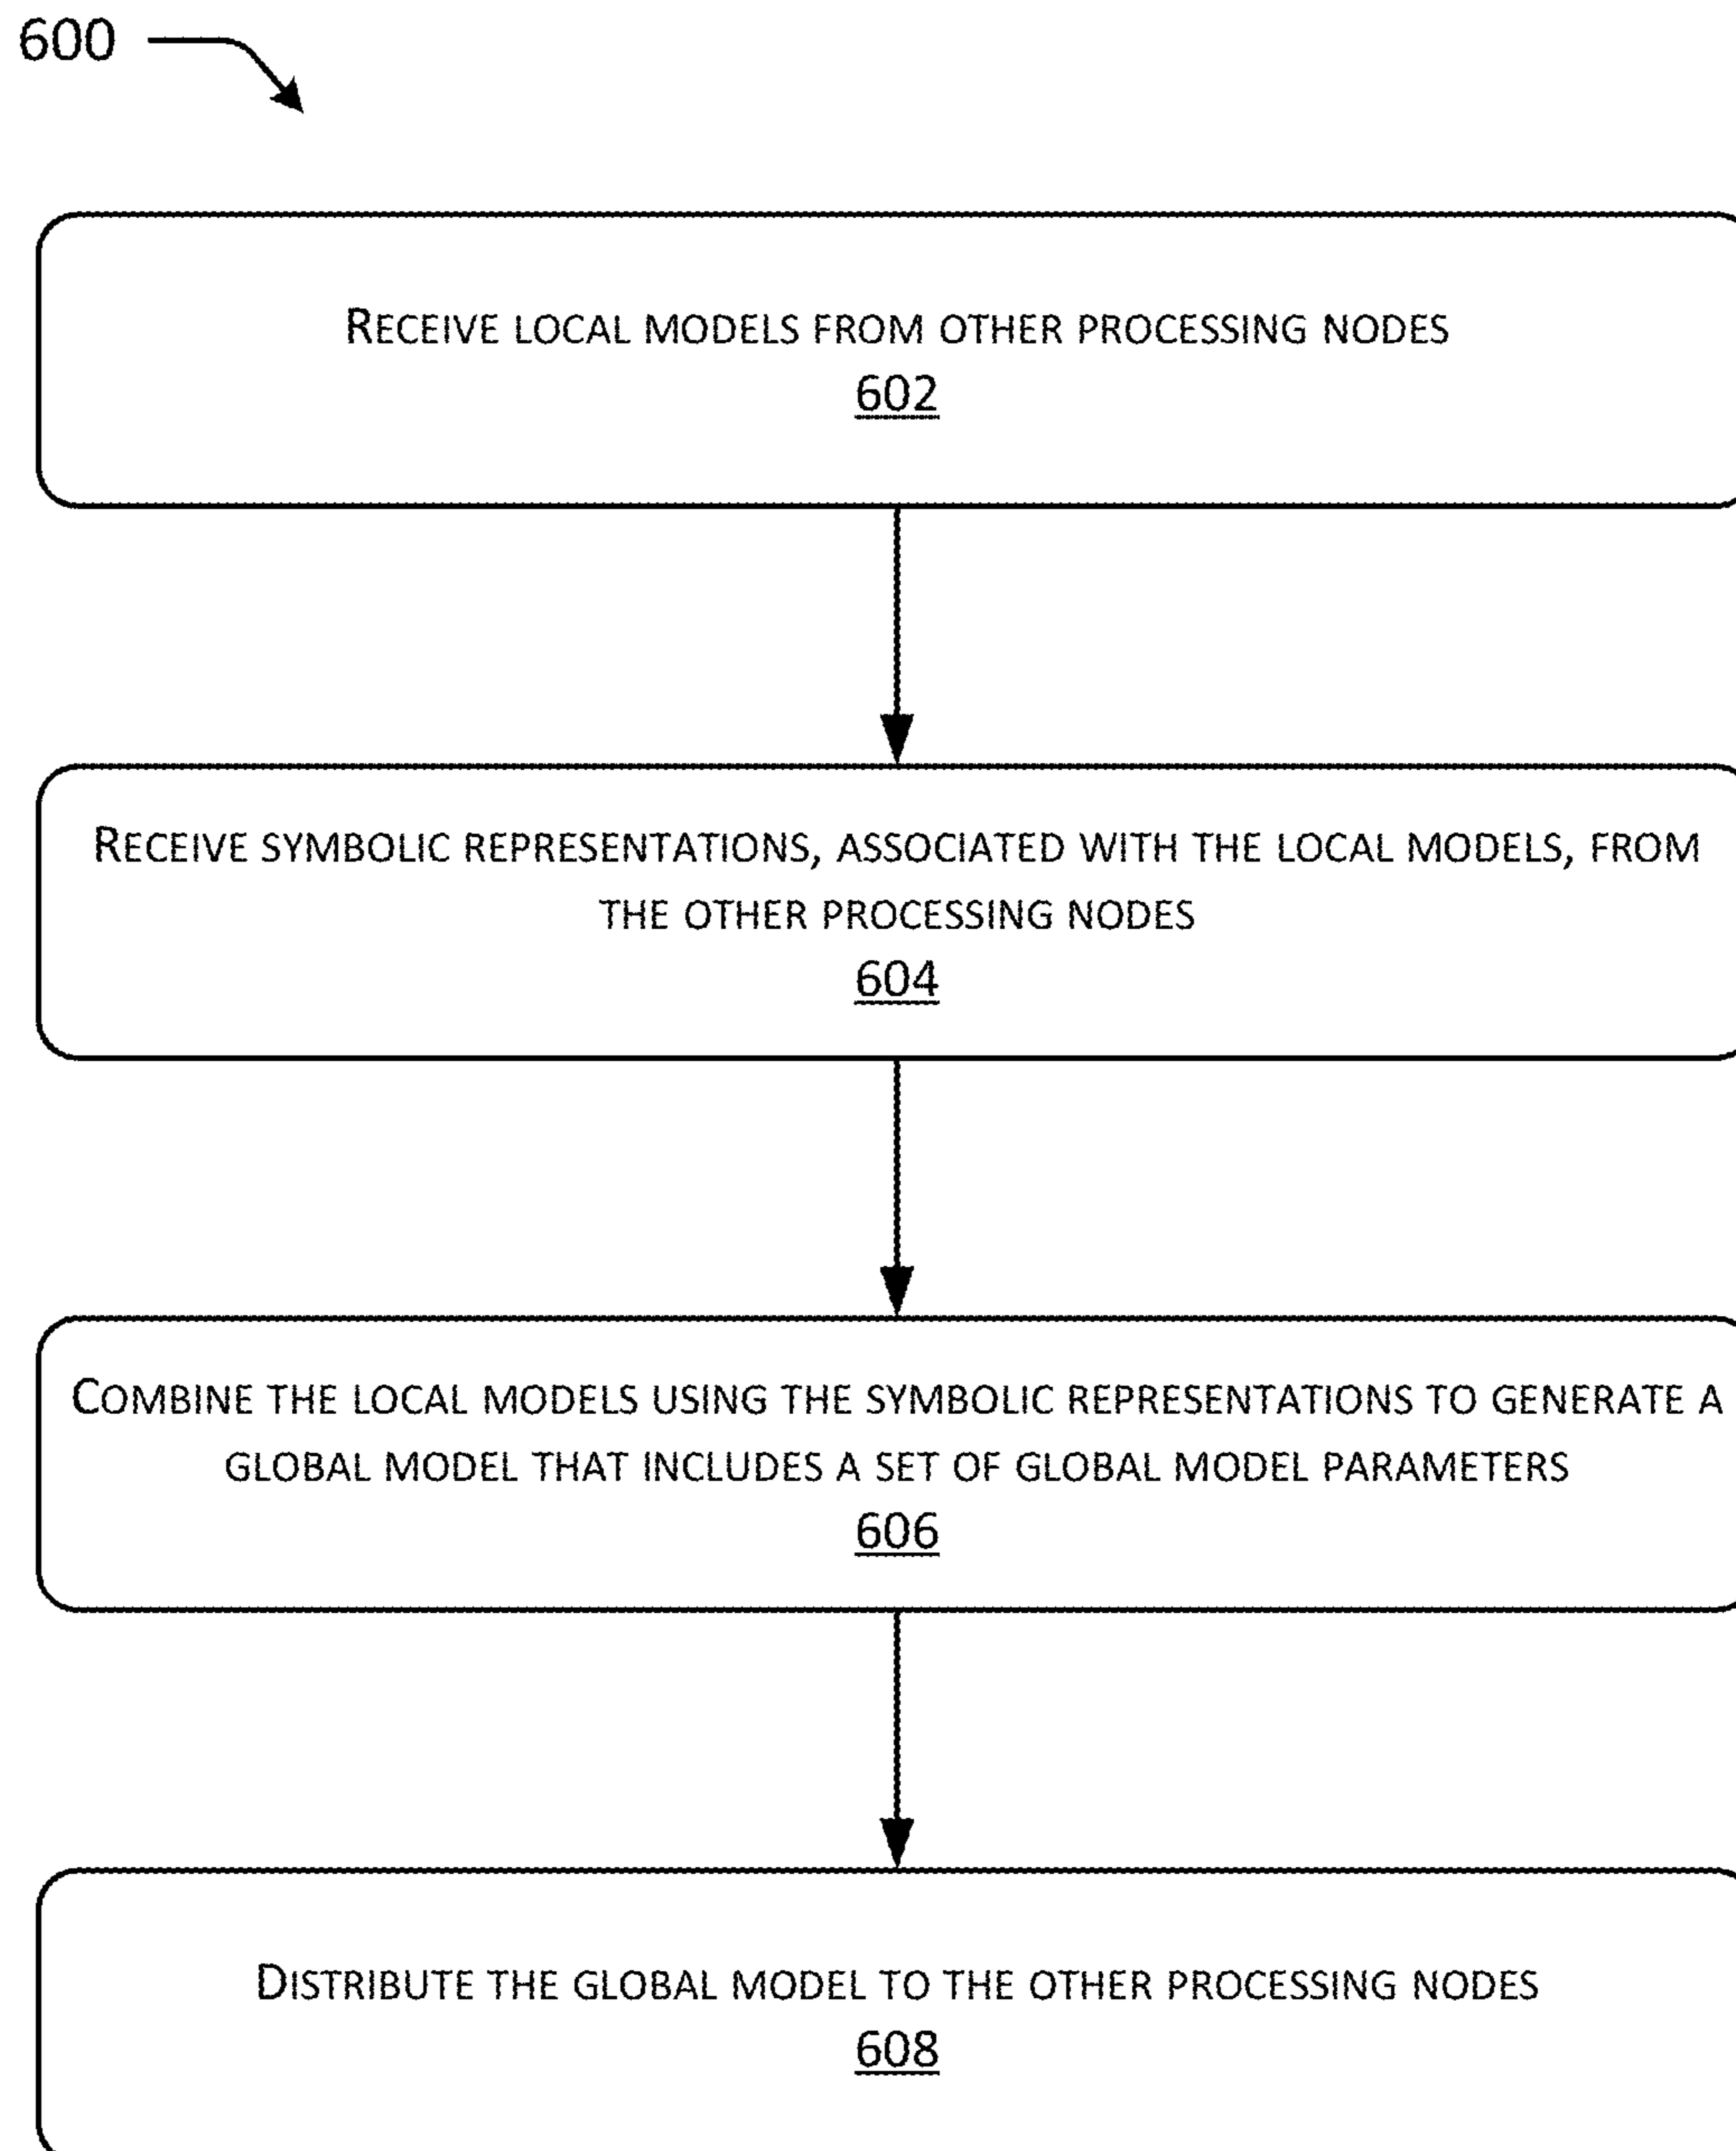 600
RECEIVE LOCAL MODELS FROM OTHER PROCESSING NODES
602
RECEIVE SYMBOLIC REPRESENTATIONS, ASSOCIATED WITH THE LOCAL MODELS, FROM
THE OTHER PROCESSING NODES
604
COMBINE THE LOCAL MODELS USING THE SYMBOLIC REPRESENTATIONS TO GENERATE A
GLOBAL MODEL THAT INCLUDES A SET OF GLOBAL MODEL PARAMETERS
606
DISTRIBUTE THE GLOBAL MODEL TO THE OTHER PROCESSING NODES
608